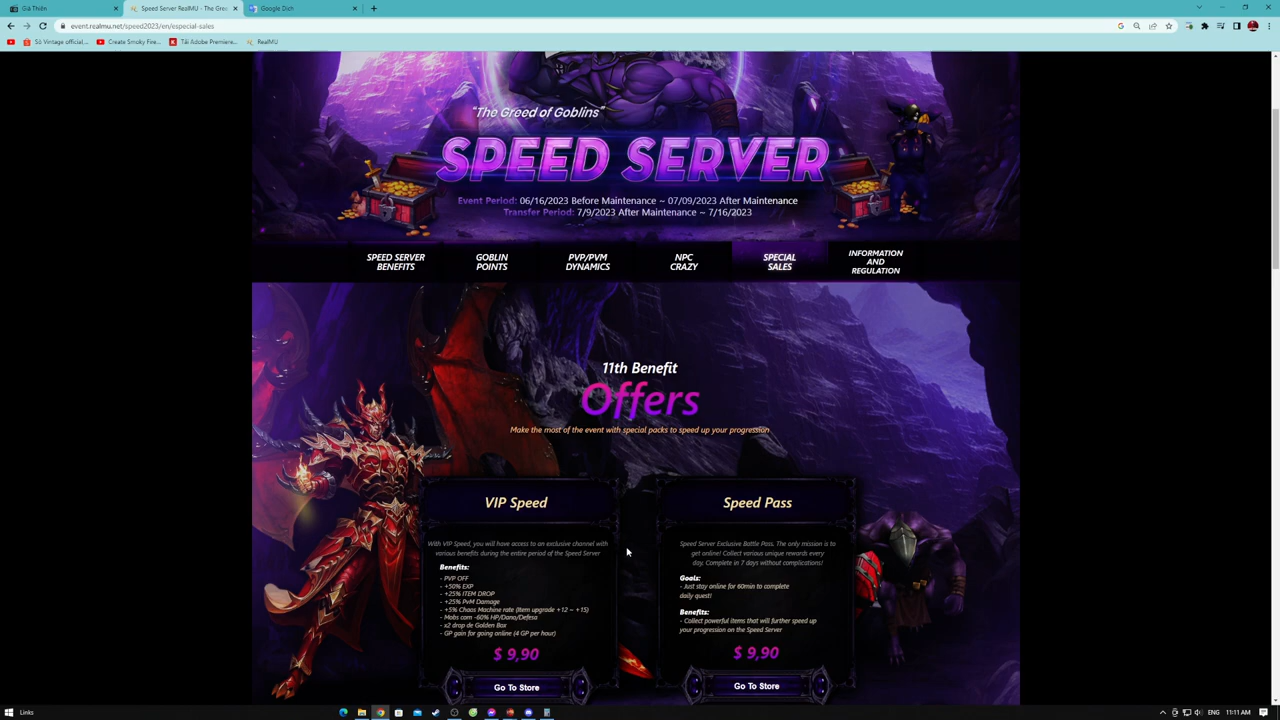 Giả Thiên
Speed Server RealMU - The Gree
Google Dịch
event.realmu.net/speed2023/en/especial-sales
Sò Vintage official,...
Create Smoky Fire...
Tải Adobe Premiere...
RealMU
"The Greed of Goblins"
SPEED SERVER
Event Period: 06/16/2023 Before Maintenance ~ 07/09/2023 After Maintenance
Transfer Period: 7/9/2023 After Maintenance ~ 7/16/2023
SPEED SERVER
BENEFITS
GOBLIN
POINTS
PVP/PVM
DYNAMICS
NPC
CRAZY
SPECIAL
SALES
INFORMATION
AND
REGULATION
11th Benefit
Offers
Make the most of the event with special packs to speed up your progression
VIP Speed
With VIP Speed, you will have access to an exclusive channel with
various benefits during the entire period of the Speed Server
Benefits:
- PVP OFF
- +50% EXP
- +25% ITEM DROP
- +25% PvM Damage
- +5% Chaos Machine rate (Item upgrade +12 ~ +15)
- Mobs com -60% HP/Dano/Defesa
- x2 drop de Golden Box
- GP gain for going online (4 GP per hour)
$ 9,90
Go To Store
Speed Pass
Speed Server Exclusive Battle Pass. The only mission is to
get online! Collect various unique rewards every
day. Complete in 7 days without complications!
Goals:
- Just stay online for 60min to complete
daily quest!
Benefits:
- Collect powerful items that will further speed up
your progression on the Speed Server
$ 9,90
Go To Store
Links
ENG
11:11 AM